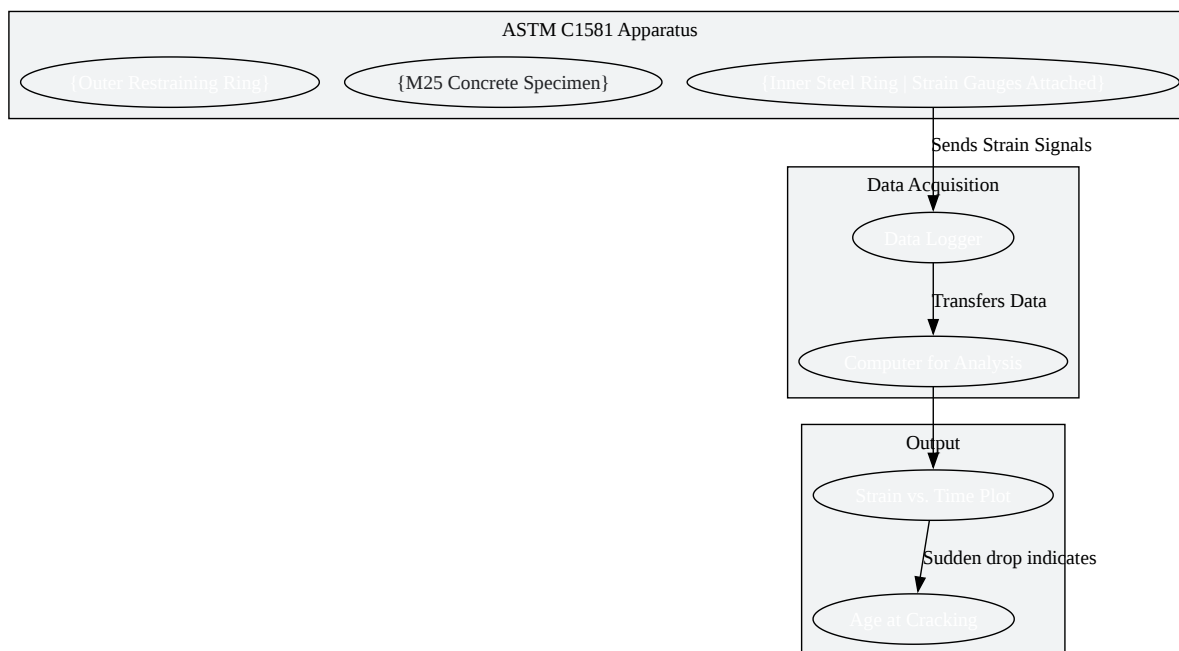 ASTM C1581 Apparatus
{Outer Restraining Ring}
{M25 Concrete Specimen}
{Inner Steel Ring | Strain Gauges Attached}
Sends Strain Signals
Data Acquisition
Data Logger
Transfers Data
Computer for Analysis
Output
Strain vs. Time Plot
Sudden drop indicates
Age at Cracking